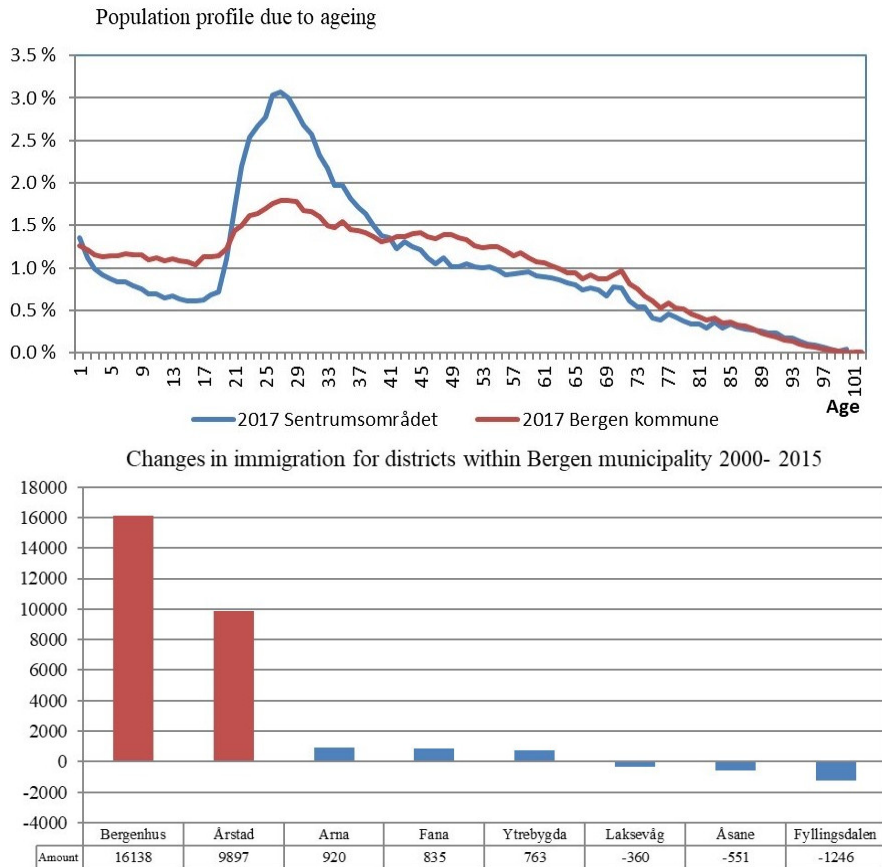 Population profile due to ageing
3.5 %
3.0 %
2.5 %
2.0 %
1.5 %
1.0 %
0.5 %
0.0 %
1 5 9 13 17 21 25 29 33 37 41 45 49 53 57 61 65 69 73 77 81 85 89 93 97 101
Age
2017 Sentrumsområdet 2017 Bergen kommune
Changes in immigration for districts within Bergen municipality 2000- 2015
18000
16000
14000
12000
10000
8000
6000
4000
2000
0
-2000
-4000
Bergenhus Årstad Arna Fana Ytrebygda Laksevåg Åsane Fyllingsdalen
Amount 16138 9897 920 835 763 -360 -551 -1246